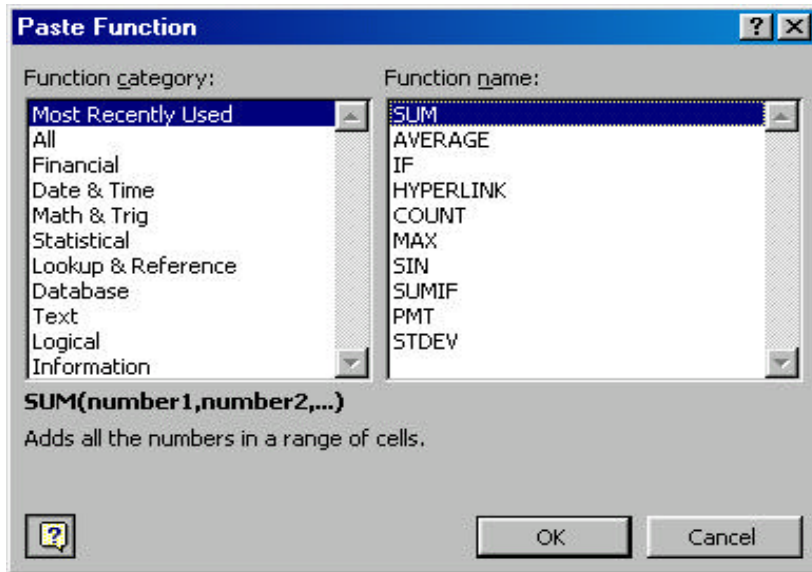 Paste Function
Function category:
Function name:
Most Recently Used
All
Financial
Date & Time
Math & Trig
Statistical
Lookup & Reference
Database
Text
Logical
Information
SUM
AVERAGE
IF
HYPERLINK
COUNT
MAX
SIN
SUMIF
PMT
STDEV
SUM(number1,number2,...)
Adds all the numbers in a range of cells.
OK
Cancel